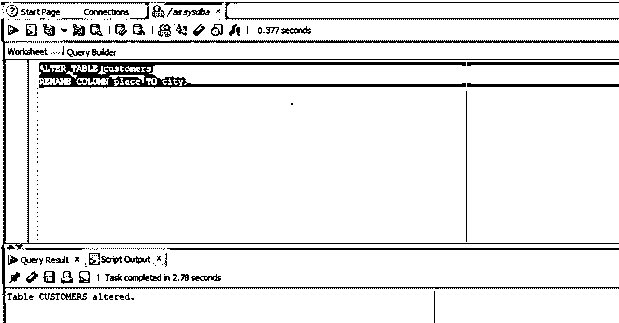 Start Page Connections /as sysdba
0.377 seconds
Worksheet Query Builder
ALTER TABLE customers
RENAME COLUMN place TO city
Query Result x Script Output x
Task completed in 2.78 seconds
Table CUSTOMERS altered.